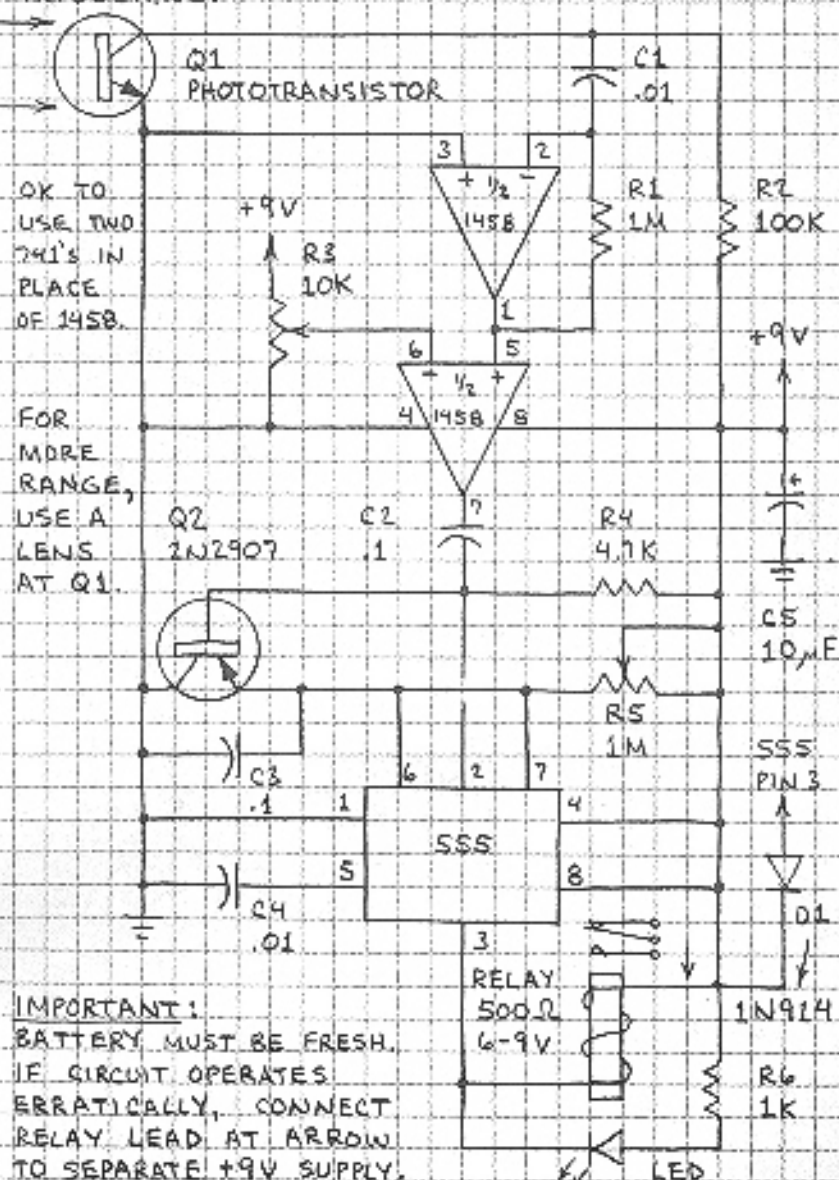 Q1
PHOTOTRANSISTOR
C1
.01
3
2
+
-
1/2
1458
R1
1M
R2
100K
OK TO
USE TWO
741'S IN
PLACE
OF 1458.
+9V
R3
10K
1
6
5
-
+
1/2
1458
4
8
+9V
7
+
FOR
MORE
RANGE,
USE A
LENS
AT Q1.
Q2
2N2907
C2
.1
R4
4.7K
C5
10µF
R5
1M
C3
.1
6
2
7
1
4
555
5
8
C4
.01
3
555
PIN 3
D1
1N914
RELAY
500Ω
6-9V
R6
1K
LED
IMPORTANT:
BATTERY MUST BE FRESH.
IF CIRCUIT OPERATES
ERRATICALLY, CONNECT
RELAY LEAD AT ARROW
TO SEPARATE +9V SUPPLY.